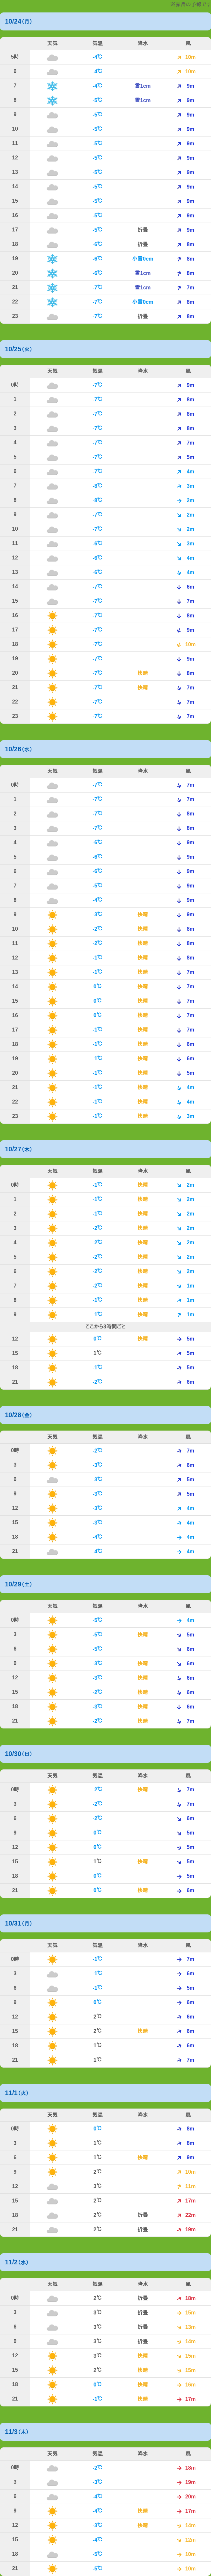 10/24（月）
天気 気温 降水 風
5時 -4℃ 10m
6 -4℃ 10m
7 -4℃ 雪1cm 9m
8 -5℃ 雪1cm 9m
9 -5℃ 9m
10 -5℃ 9m
11 -5℃ 9m
12 -5℃ 9m
13 -5℃ 9m
14 -5℃ 9m
15 -5℃ 9m
16 -5℃ 9m
17 -5℃ 折畳 9m
18 -6℃ 折畳 8m
19 -6℃ 小雪0cm 8m
20 -6℃ 雪1cm 8m
21 -7℃ 雪1cm 7m
22 -7℃ 小雪0cm 8m
23 -7℃ 折畳 8m
10/25（火）
天気 気温 降水 風
0時 -7℃ 9m
1 -7℃ 8m
2 -7℃ 8m
3 -7℃ 8m
4 -7℃ 7m
5 -7℃ 5m
6 -7℃ 4m
7 -8℃ 3m
8 -8℃ 2m
9 -7℃ 2m
10 -7℃ 2m
11 -6℃ 3m
12 -6℃ 4m
13 -6℃ 4m
14 -7℃ 6m
15 -7℃ 7m
16 -7℃ 8m
17 -7℃ 9m
18 -7℃ 10m
19 -7℃ 9m
20 -7℃ 快晴 8m
21 -7℃ 快晴 7m
22 -7℃ 7m
23 -7℃ 7m
10/26（水）
天気 気温 降水 風
0時 -7℃ 7m
1 -7℃ 7m
2 -7℃ 8m
3 -7℃ 8m
4 -6℃ 9m
5 -6℃ 9m
6 -6℃ 9m
7 -5℃ 9m
8 -4℃ 9m
9 -3℃ 快晴 9m
10 -2℃ 快晴 8m
11 -2℃ 快晴 8m
12 -1℃ 快晴 8m
13 -1℃ 快晴 7m
14 0℃ 快晴 7m
15 0℃ 快晴 7m
16 0℃ 快晴 7m
17 -1℃ 快晴 7m
18 -1℃ 快晴 6m
19 -1℃ 快晴 6m
20 -1℃ 快晴 5m
21 -1℃ 快晴 4m
22 -1℃ 快晴 4m
23 -1℃ 快晴 3m
10/27（木）
天気 気温 降水 風
0時 -1℃ 快晴 2m
1 -1℃ 快晴 2m
2 -1℃ 快晴 2m
3 -2℃ 快晴 2m
4 -2℃ 快晴 2m
5 -2℃ 快晴 2m
6 -2℃ 快晴 2m
7 -2℃ 快晴 1m
8 -1℃ 快晴 1m
9 -1℃ 快晴 1m
ここから3時間ごと
12 0℃ 快晴 5m
15 1℃ 5m
18 -1℃ 5m
21 -2℃ 6m
10/28（金）
天気 気温 降水 風
0時 -2℃ 7m
3 -3℃ 6m
6 -3℃ 5m
9 -3℃ 5m
12 -3℃ 4m
15 -3℃ 4m
18 -4℃ 4m
21 -4℃ 4m
10/29（土）
天気 気温 降水 風
0時 -5℃ 4m
3 -5℃ 快晴 5m
6 -5℃ 6m
9 -3℃ 快晴 6m
12 -3℃ 快晴 6m
15 -2℃ 快晴 6m
18 -3℃ 快晴 6m
21 -2℃ 快晴 7m
10/30（日）
天気 気温 降水 風
0時 -2℃ 快晴 7m
3 -2℃ 7m
6 -2℃ 6m
9 0℃ 5m
12 0℃ 5m
15 1℃ 快晴 5m
18 0℃ 5m
21 0℃ 快晴 6m
10/31（月）
天気 気温 降水 風
0時 -1℃ 7m
3 -1℃ 6m
6 -1℃ 5m
9 0℃ 6m
12 2℃ 6m
15 2℃ 快晴 6m
18 1℃ 6m
21 1℃ 7m
11/1（火）
天気 気温 降水 風
0時 0℃ 8m
3 1℃ 8m
6 1℃ 快晴 9m
9 2℃ 10m
12 3℃ 11m
15 2℃ 17m
18 2℃ 折畳 22m
21 2℃ 折畳 19m
11/2（水）
天気 気温 降水 風
0時 2℃ 折畳 18m
3 3℃ 折畳 15m
6 3℃ 折畳 13m
9 3℃ 折畳 14m
12 3℃ 快晴 15m
15 2℃ 快晴 15m
18 0℃ 快晴 16m
21 -1℃ 快晴 17m
11/3（木）
天気 気温 降水 風
0時 -2℃ 18m
3 -3℃ 19m
6 -4℃ 20m
9 -4℃ 快晴 17m
12 -3℃ 快晴 14m
15 -4℃ 12m
18 -5℃ 10m
21 -5℃ 10m